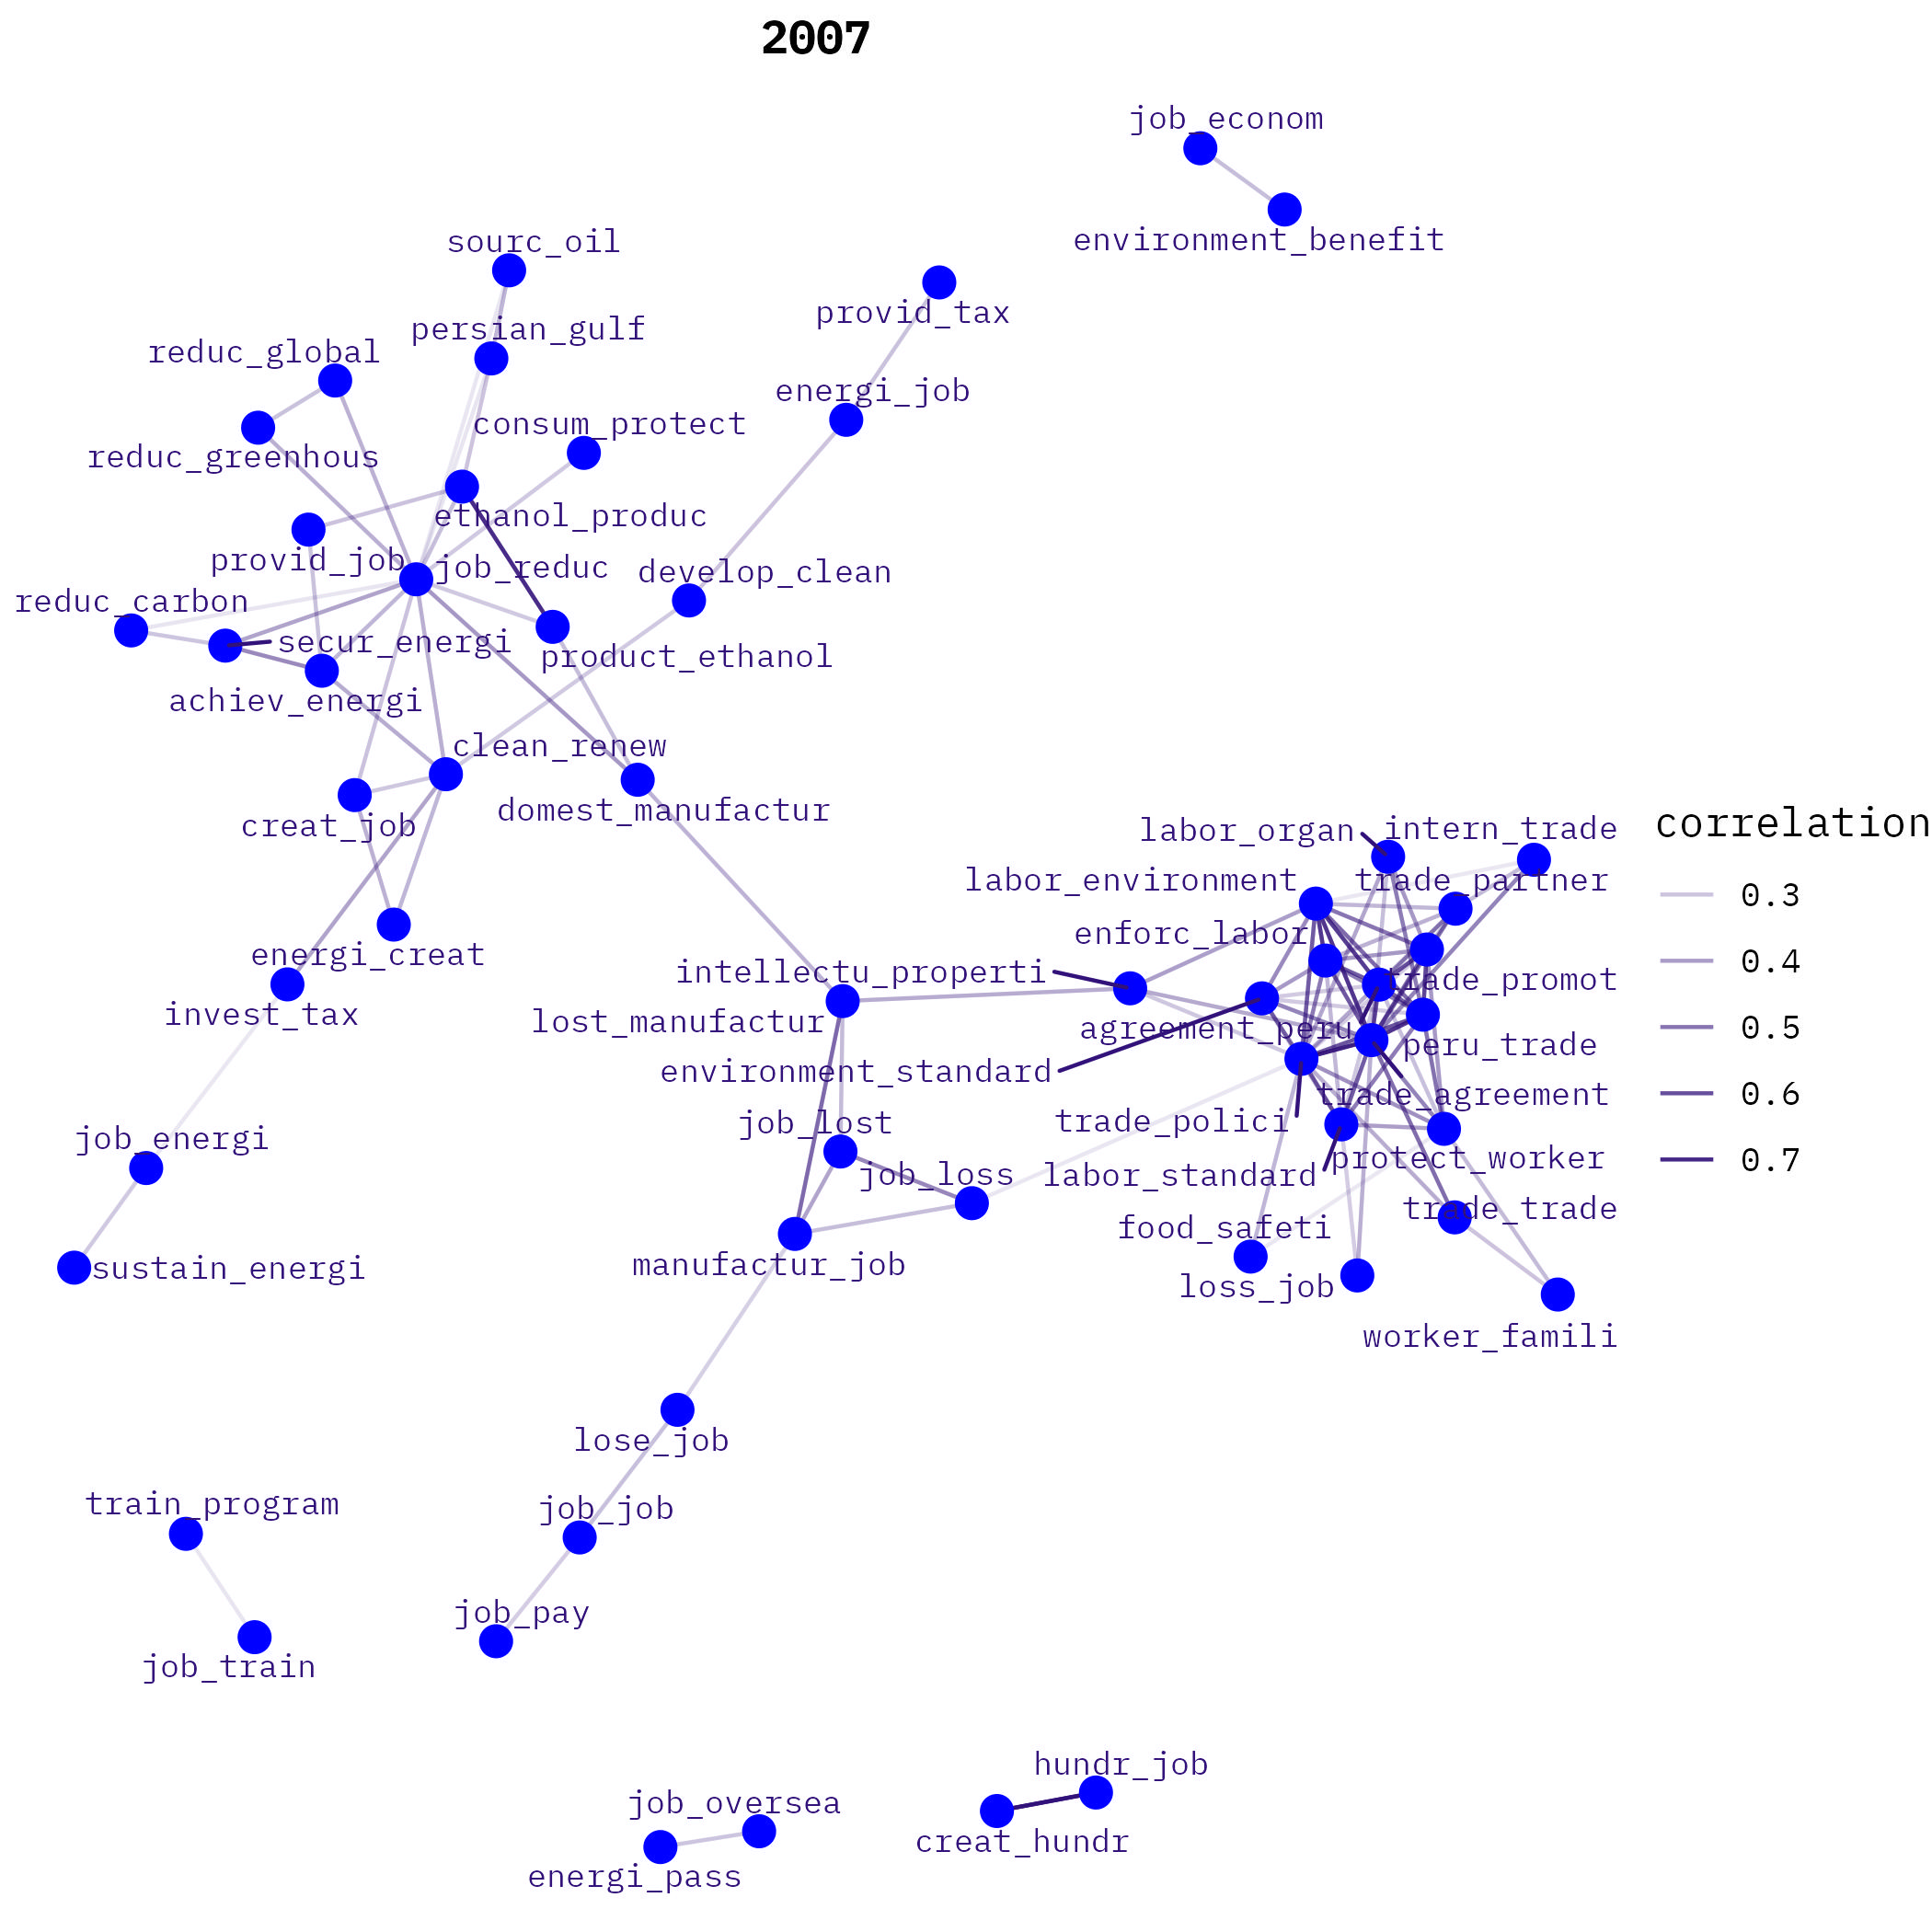 2007
job_econom
environment_benefit
sourc_oil
provid_tax
persian_gulf
reduc_global
energi_job
consum_protect
reduc_greenhous
ethanol_produc
provid_job
job_reduc
develop_clean
reduc_carbon
secur_energi
product_ethanol
achiev_energi
clean_renew
domest_manufactur
creat_job
labor_organ
intern_trade
labor_environment
trade_partner
enforc_labor
energi_creat
intellectu_properti
trade_promot
invest_tax
lost_manufactur
agreement_peru
peru_trade
environment_standard
trade_agreement
job_lost
trade_polici
job_energi
job_loss
labor_standard
protect_worker
trade_trade
food_safeti
sustain_energi
manufactur_job
loss_job
worker_famili
lose_job
train_program
job_job
job_pay
job_train
hundr_job
job_oversea
creat_hundr
energi_pass
correlation
0.3
0.4
0.5
0.6
0.7